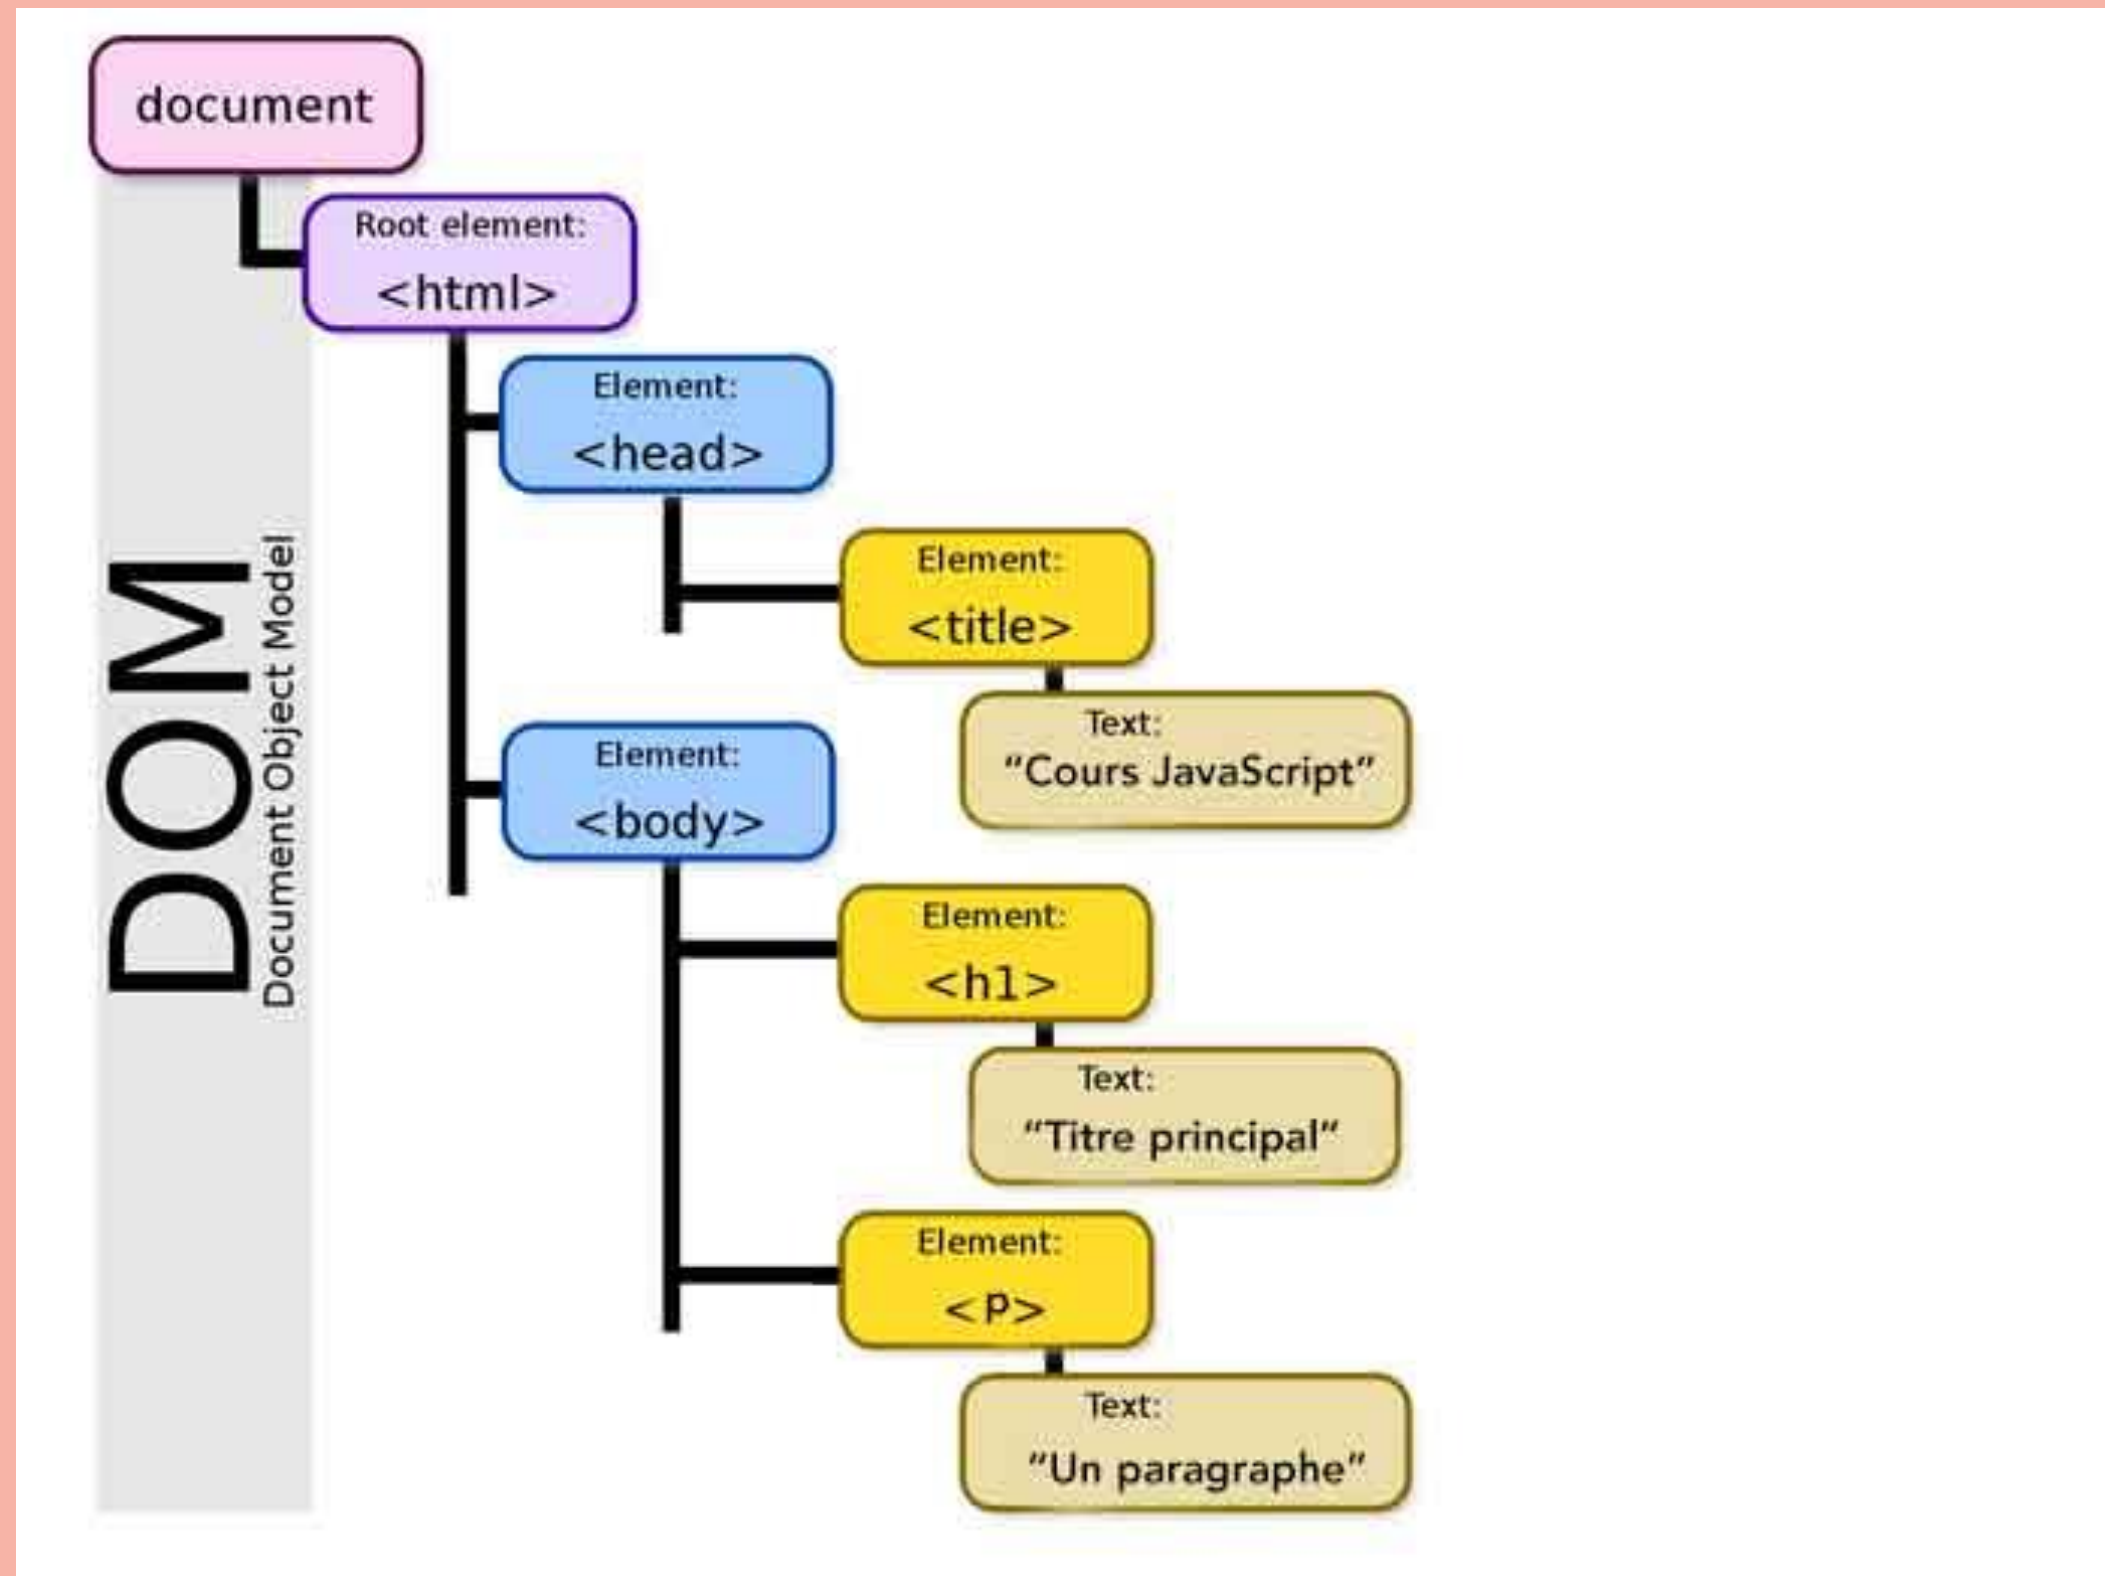 document
Root element:
<html>
Element:
<head>
Element:
<title>
Text:
“Cours JavaScript”
Element:
<body>
Element:
<h1>
Text:
“Titre principal”
Element:
<P>
Text:
“Un paragraphe”
DOM
Document Object Model